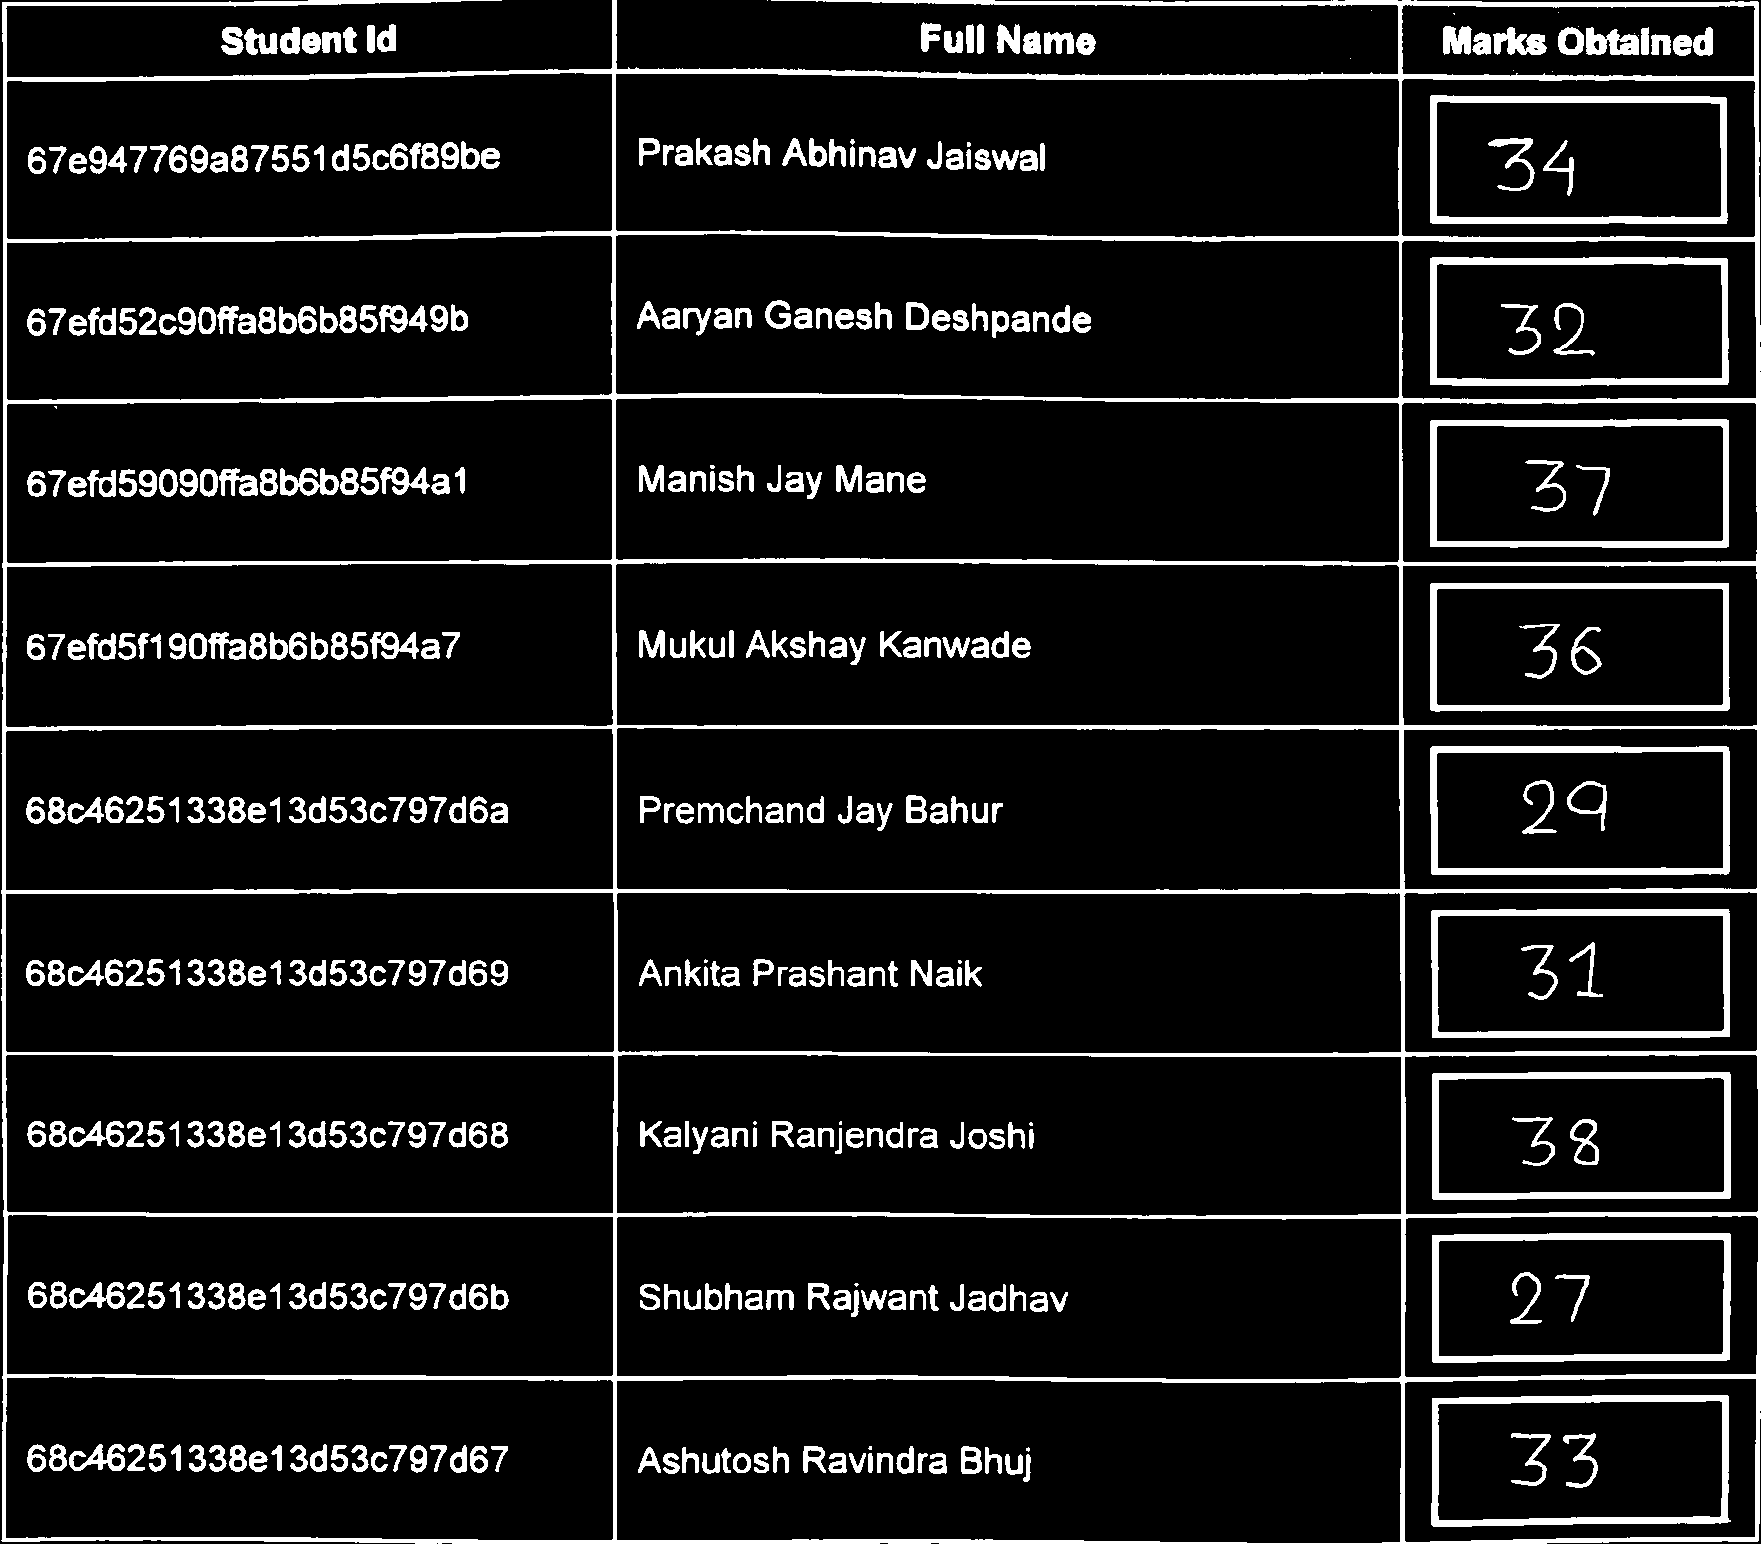 Student Id Full Name Marks Obtained
67e947769a87551d5c6f89be Prakash Abhinav Jaiswal 34
67efd52c90ffa8b6b85f949b Aaryan Ganesh Deshpande 32
67efd59090ffa8b6b85f94a1 Manish Jay Mane 37
67efd5f190ffa8b6b85f94a7 Mukul Akshay Kanwade 36
68c46251338e13d53c797d6a Premchand Jay Bahur 29
68c46251338e13d53c797d69 Ankita Prashant Naik 31
68c46251338e13d53c797d68 Kalyani Ranjendra Joshi 38
68c46251338e13d53c797d6b Shubham Rajwant Jadhav 27
68c46251338e13d53c797d67 Ashutosh Ravindra Bhuj 33